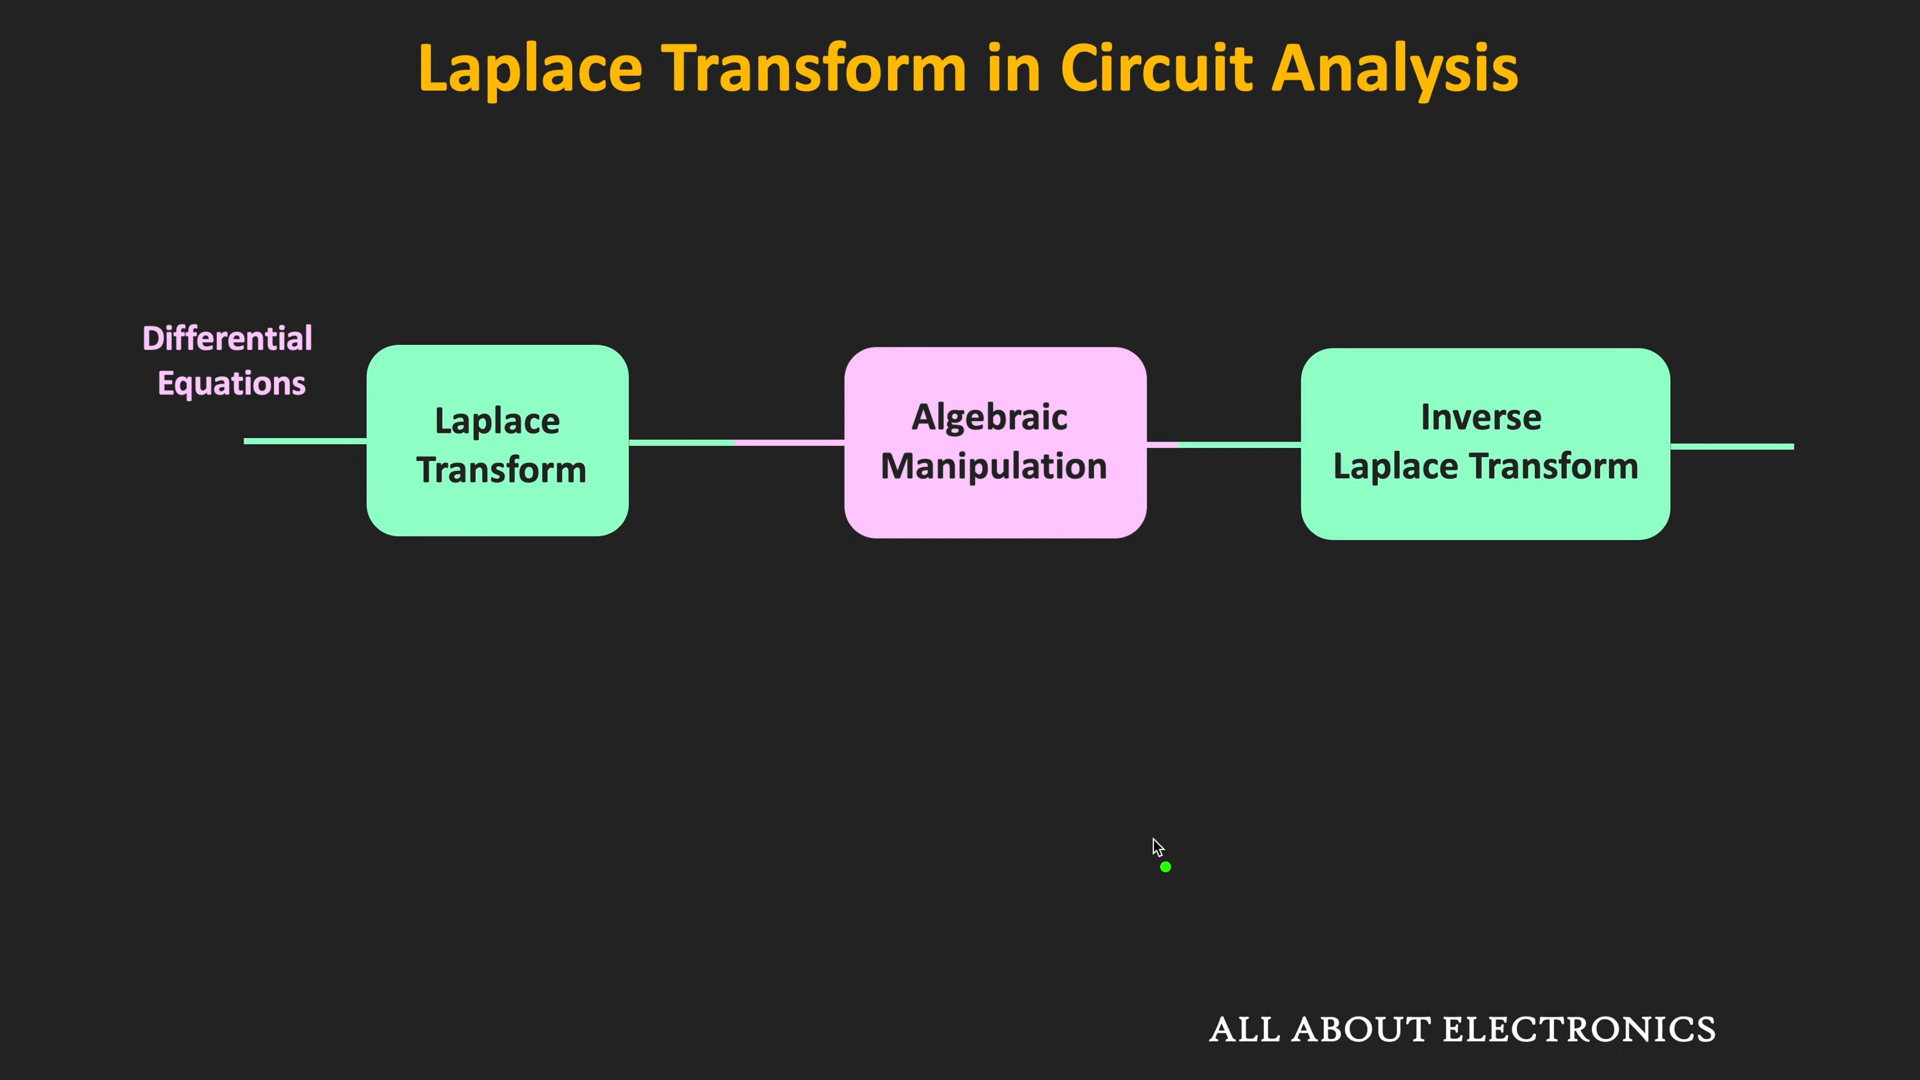 Laplace Transform in Circuit Analysis
Differential
Equations
Laplace
Transform
Algebraic
Manipulation
Inverse
Laplace Transform
ALL ABOUT ELECTRONICS